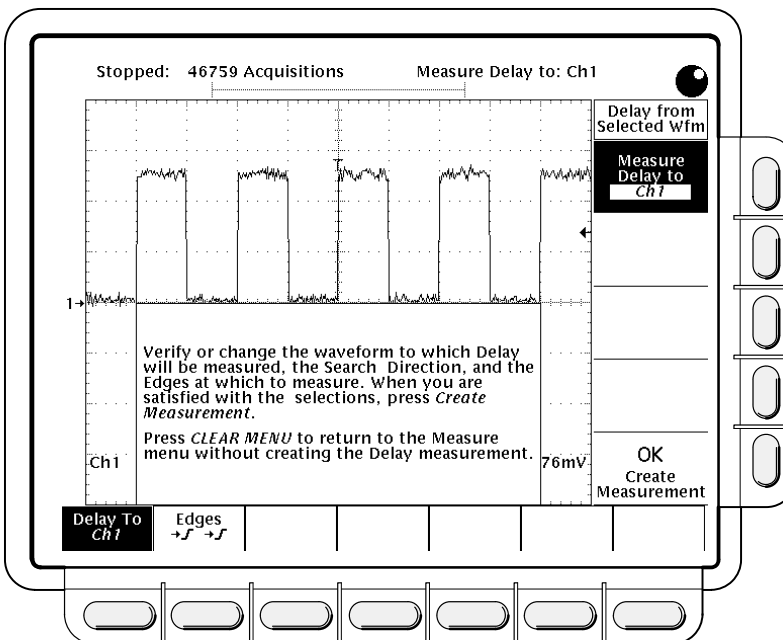 Stopped: 46759 Acquisitions
Measure Delay to: Ch1
Delay from
Selected Wfm
Measure
Delay to
Ch1
T
1
Verify or change the waveform to which Delay
will be measured, the Search Direction, and the
Edges at which to measure. When you are
satisfied with the selections, press Create
Measurement.
Press CLEAR MENU to return to the Measure
menu without creating the Delay measurement.
Ch1
76mV
OK
Create
Measurement
Delay To
Ch1
Edges